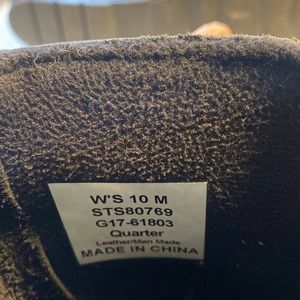 W'S 10 M
STS80769
G17-61803
Quarter
Leather/Man Made
MADE IN CHINA